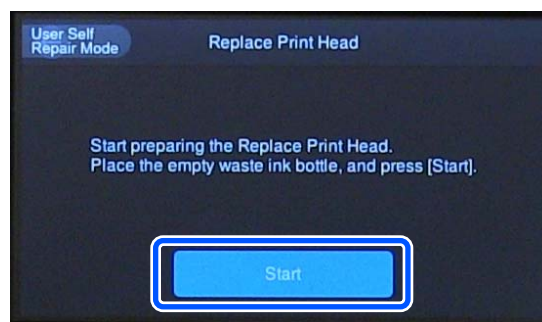 User Self
Repair Mode
Replace Print Head
Start preparing the Replace Print Head.
Place the empty waste ink bottle, and press [Start].
Start